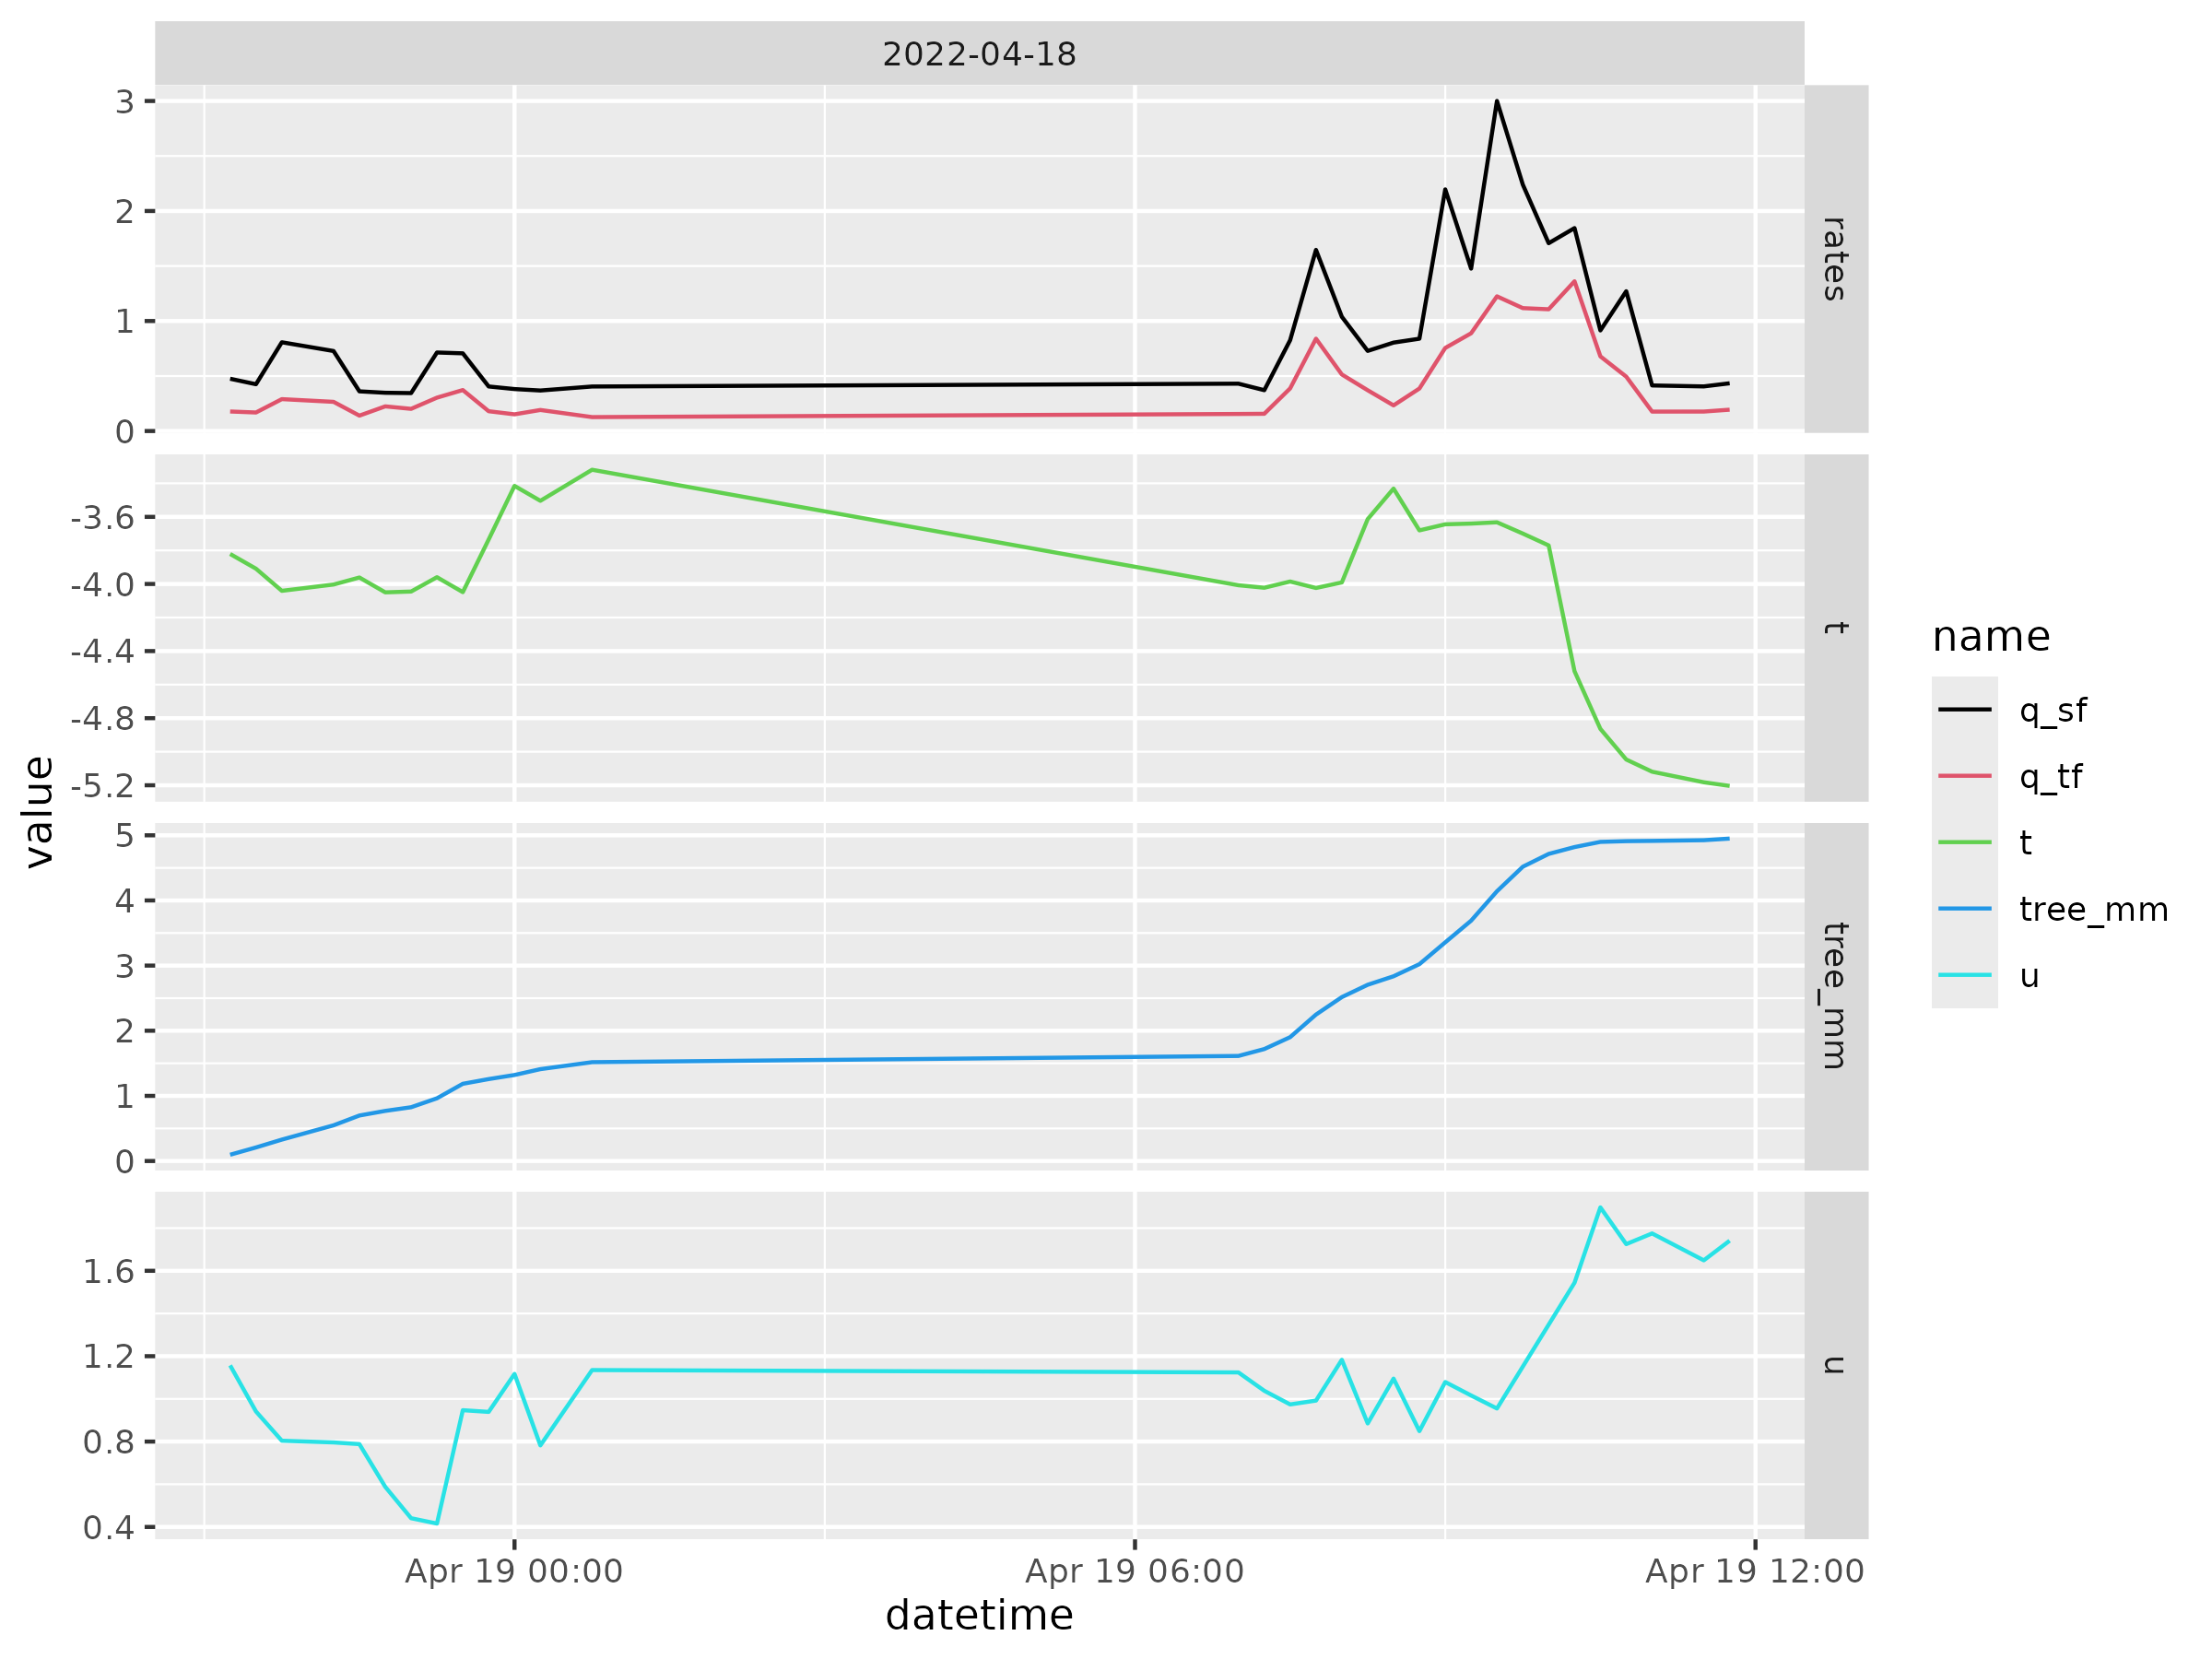 2022-04-18
3
2
1
0
rates
-3.6
-4.0
-4.4
-4.8
-5.2
t
5
4
3
2
1
0
tree_mm
1.6
1.2
0.8
0.4
u
value
Apr 19 00:00
Apr 19 06:00
Apr 19 12:00
datetime
name
q_sf
q_tf
t
tree_mm
u